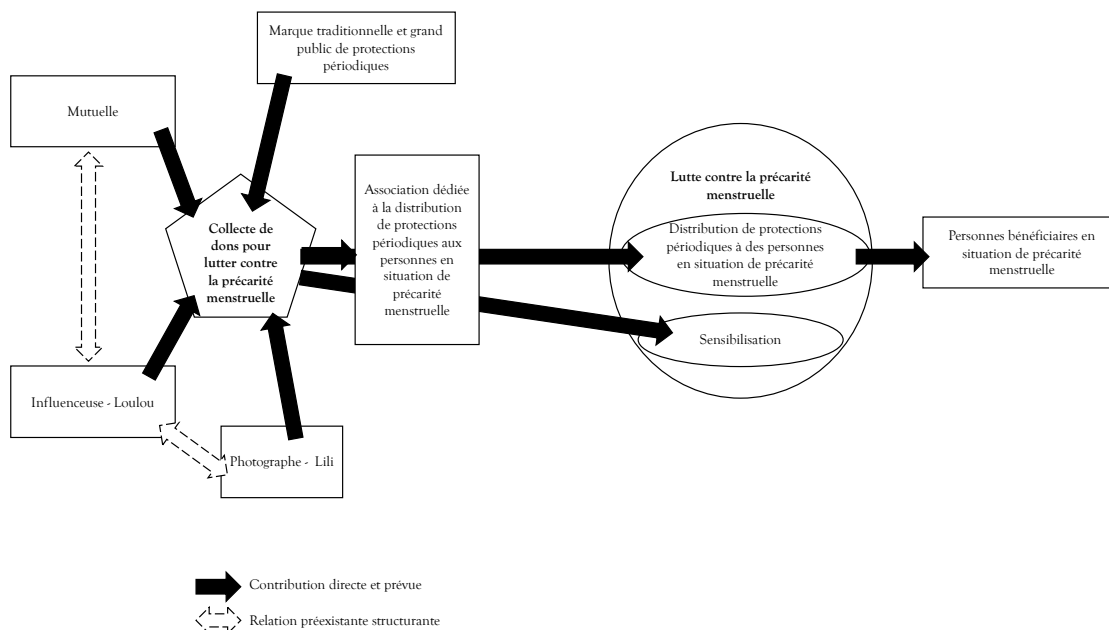 Marque traditionnelle et grand
public de protections
périodiques
Mutuelle
Collecte de
dons pour
lutter contre
la précarité
menstruelle
Association dédiée
à la distribution
de protections
périodiques aux
personnes en
situation de
précarité
menstruelle
Lutte contre la précarité
menstruelle
Distribution de protections
périodiques à des personnes
en situation de précarité
menstruelle
Sensibilisation
Personnes bénéficiaires en
situation de précarité
menstruelle
Influenceuse - Loulou
Photographe - Lili
Contribution directe et prévue
Relation préexistante structurante